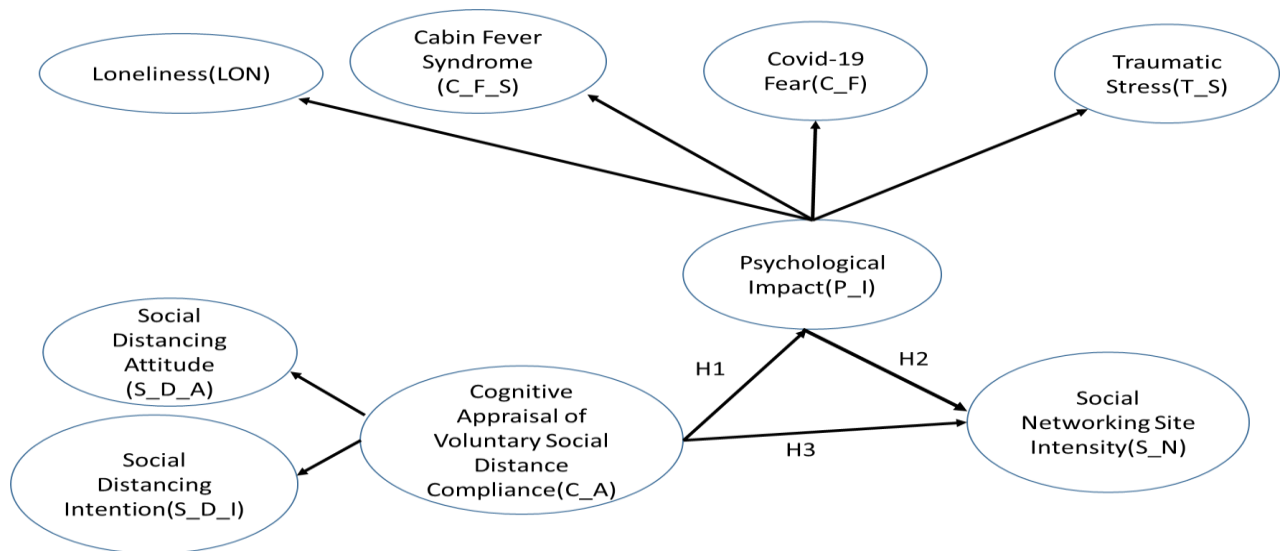 Loneliness(LON)
Cabin Fever
Syndrome
(C_F_S)
Covid-19
Fear(C_F)
Traumatic
Stress(T_S)
Psychological
Impact(P_I)
Social
Distancing
Attitude
(S_D_A)
H1
H2
Cognitive
Appraisal of
Voluntary Social
Distance
Compliance(C_A)
Social
Networking Site
Intensity(S_N)
H3
Social
Distancing
Intention(S_D_I)